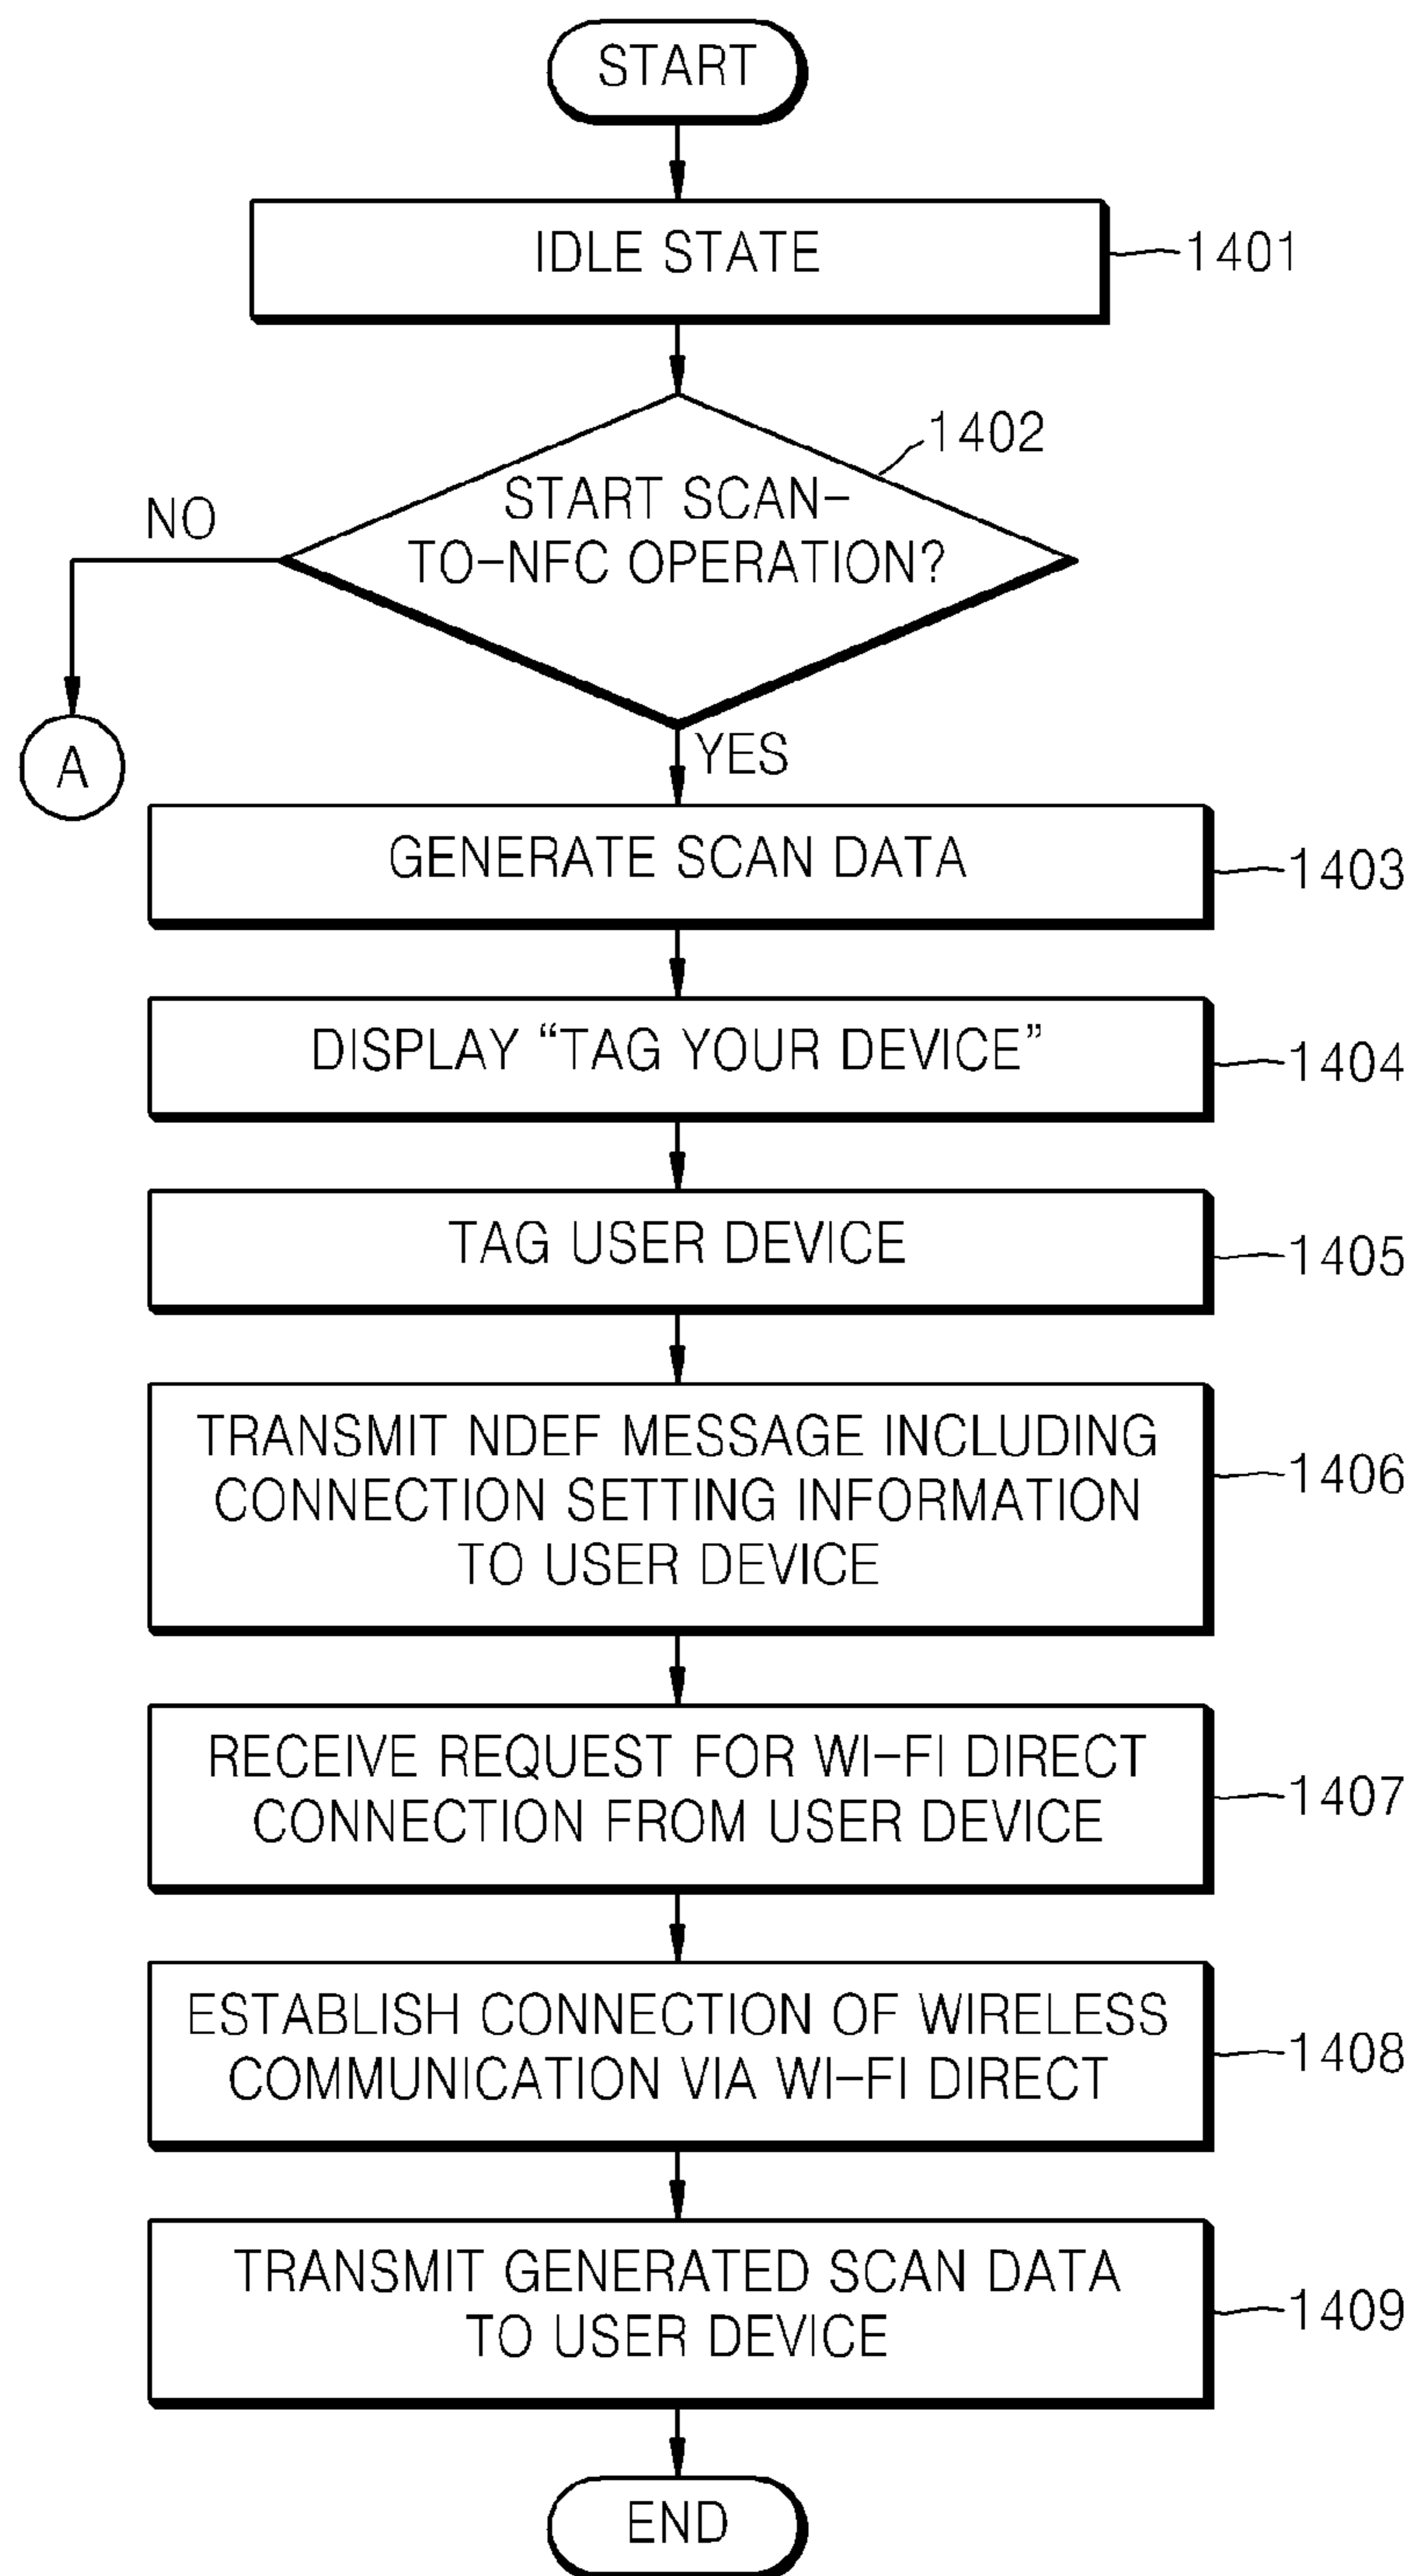 START
IDLE STATE
1401
1402
START SCAN-
TO-NFC OPERATION?
NO
A
YES
GENERATE SCAN DATA
1403
DISPLAY “TAG YOUR DEVICE”
1404
TAG USER DEVICE
1405
TRANSMIT NDEF MESSAGE INCLUDING
CONNECTION SETTING INFORMATION
TO USER DEVICE
1406
RECEIVE REQUEST FOR WI-FI DIRECT
CONNECTION FROM USER DEVICE
1407
ESTABLISH CONNECTION OF WIRELESS
COMMUNICATION VIA WI-FI DIRECT
1408
TRANSMIT GENERATED SCAN DATA
TO USER DEVICE
1409
END